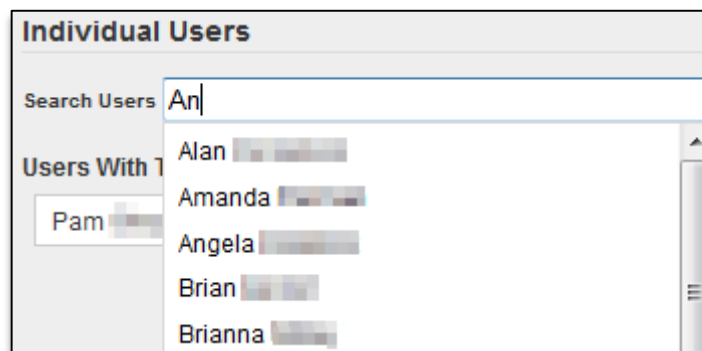 Individual Users
Search Users An
Alan
Users With T
Amanda
Pam
Angela
Brian
Brianna